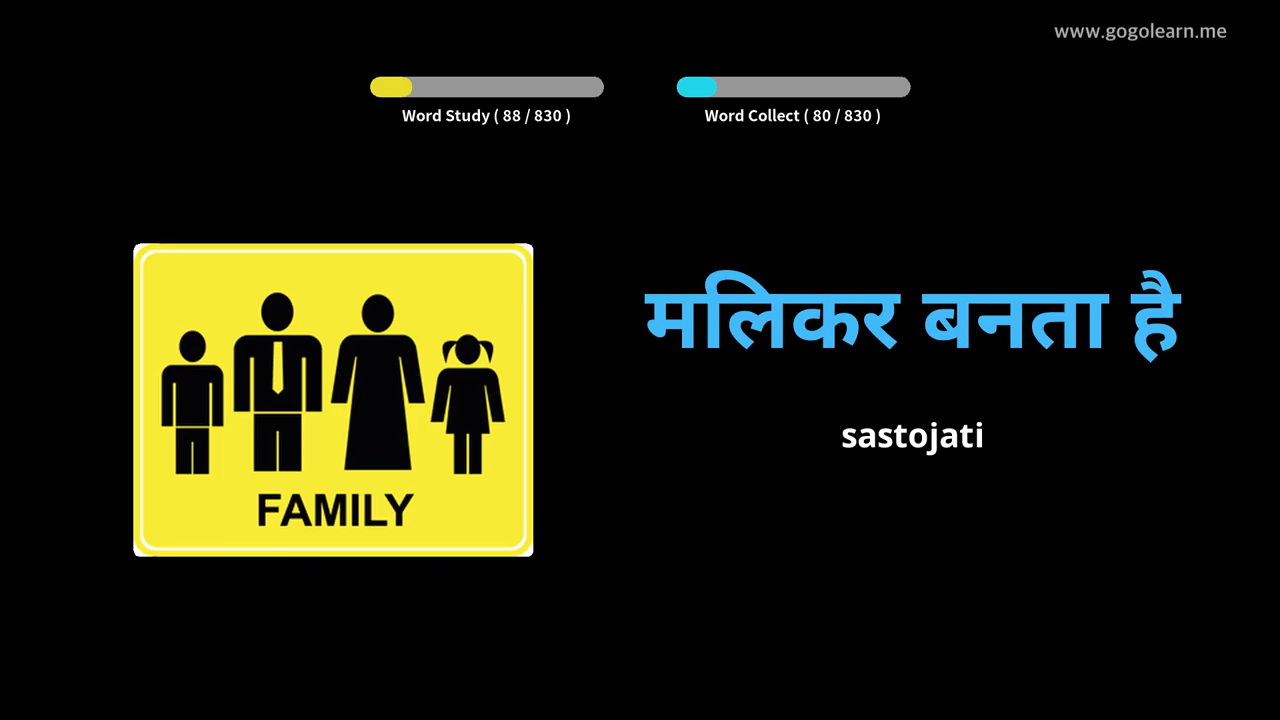 www.gogolearn.me
Word Study ( 88 / 830 )
Word Collect ( 80 / 830 )
FAMILY
मलिकर बनता है
sastojati